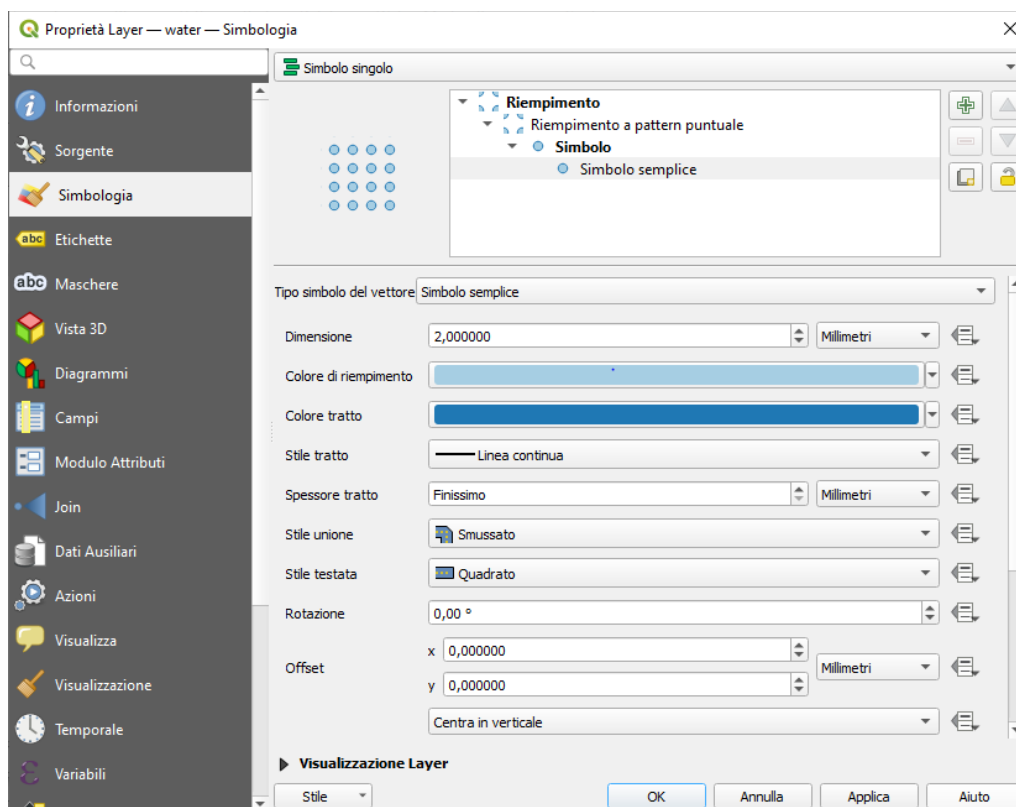 Proprietà Layer — water — Simbologia
Informazioni
Sorgente
Simbologia
abc Etichette
abc Maschere
Vista 3D
Diagrammi
Campi
Modulo Attributi
Join
Dati Ausiliari
Azioni
Visualizza
Visualizzazione
Temporale
Variabili
Simbolo singolo
Riempimento
Riempimento a pattern puntuale
Simbolo
Simbolo semplice
Tipo simbolo del vettore Simbolo semplice
Dimensione 2,000000 Millimetri
Colore di riempimento
Colore tratto
Stile tratto Linea continua
Spessore tratto Finissimo Millimetri
Stile unione Smussato
Stile testata Quadrato
Rotazione 0,00 °
Offset x 0,000000 Millimetri
y 0,000000
Centra in verticale
Visualizzazione Layer
Stile OK Annulla Applica Aiuto